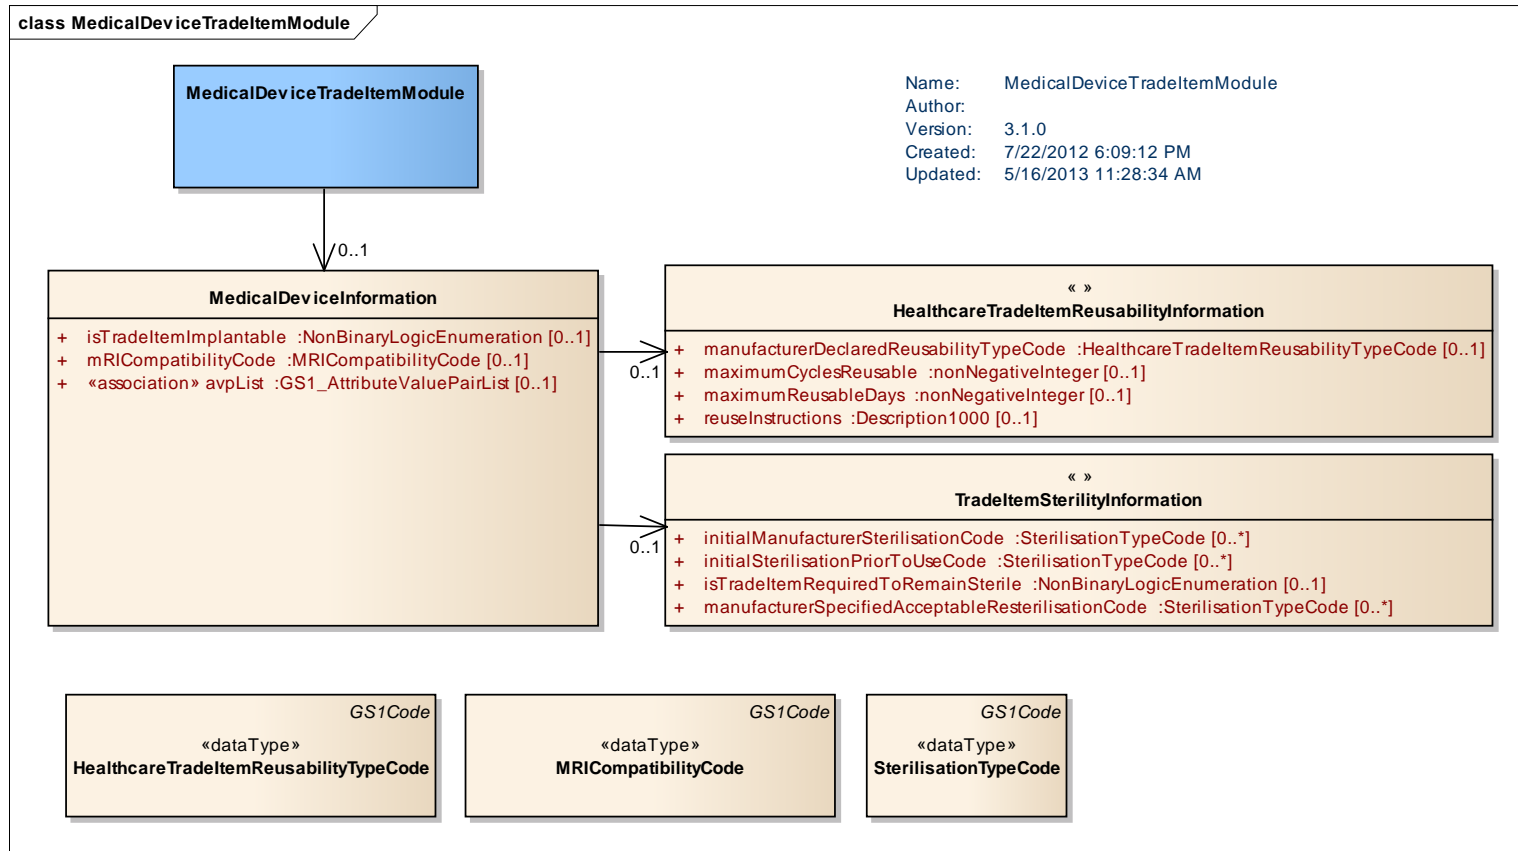 class MedicalDeviceTradeItemModule
MedicalDeviceTradeItemModule
Name: MedicalDeviceTradeItemModule
Author:
Version: 3.1.0
Created: 7/22/2012 6:09:12 PM
Updated: 5/16/2013 11:28:34 AM
0..1
MedicalDeviceInformation
+ isTradeItemImplantable :NonBinaryLogicEnumeration [0..1]
+ mRICompatibilityCode :MRICompatibilityCode [0..1]
+ «association» avpList :GS1_AttributeValuePairList [0..1]
0..1
« »
HealthcareTradeItemReusabilityInformation
+ manufacturerDeclaredReusabilityTypeCode :HealthcareTradeItemReusabilityTypeCode [0..1]
+ maximumCyclesReusable :nonNegativeInteger [0..1]
+ maximumReusableDays :nonNegativeInteger [0..1]
+ reuseInstructions :Description1000 [0..1]
0..1
« »
TradeItemSterilityInformation
+ initialManufacturerSterilisationCode :SterilisationTypeCode [0..*]
+ initialSterilisationPriorToUseCode :SterilisationTypeCode [0..*]
+ isTradeItemRequiredToRemainSterile :NonBinaryLogicEnumeration [0..1]
+ manufacturerSpecifiedAcceptableResterilisationCode :SterilisationTypeCode [0..*]
GS1Code
«dataType»
HealthcareTradeItemReusabilityTypeCode
GS1Code
«dataType»
MRICompatibilityCode
GS1Code
«dataType»
SterilisationTypeCode